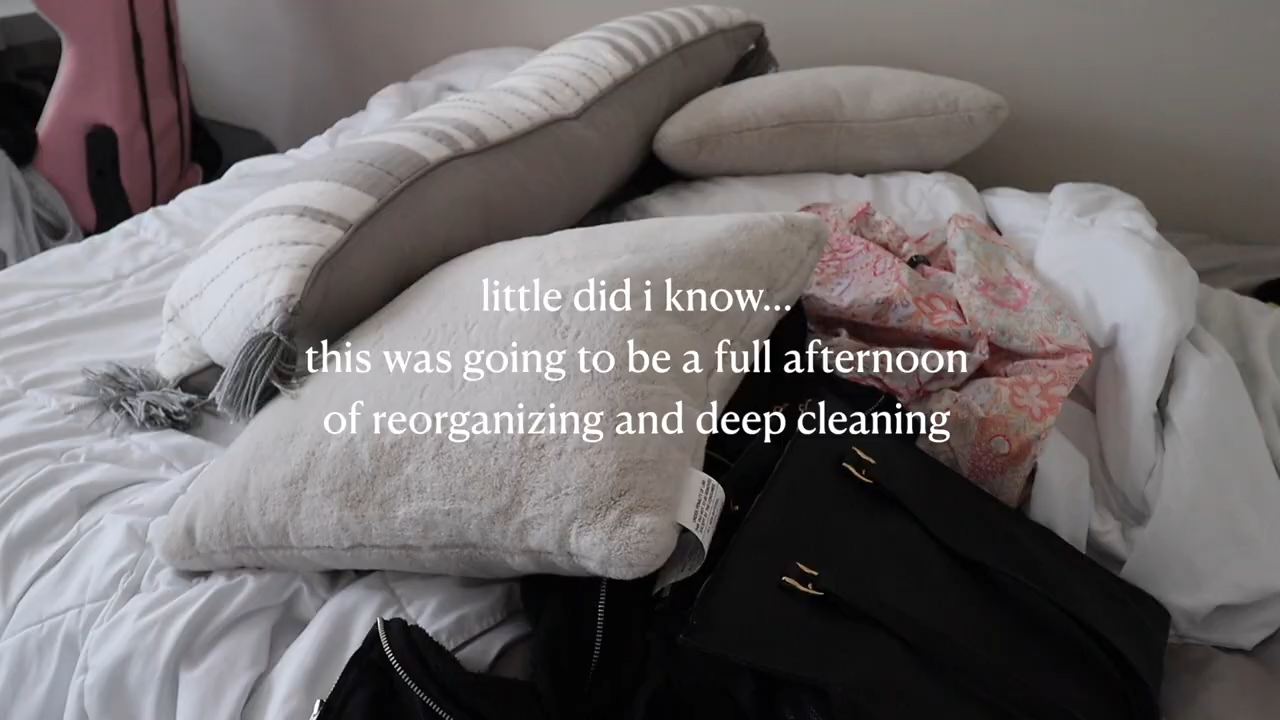 little did i know...
this was going to be a full afternoon
of reorganizing and deep cleaning